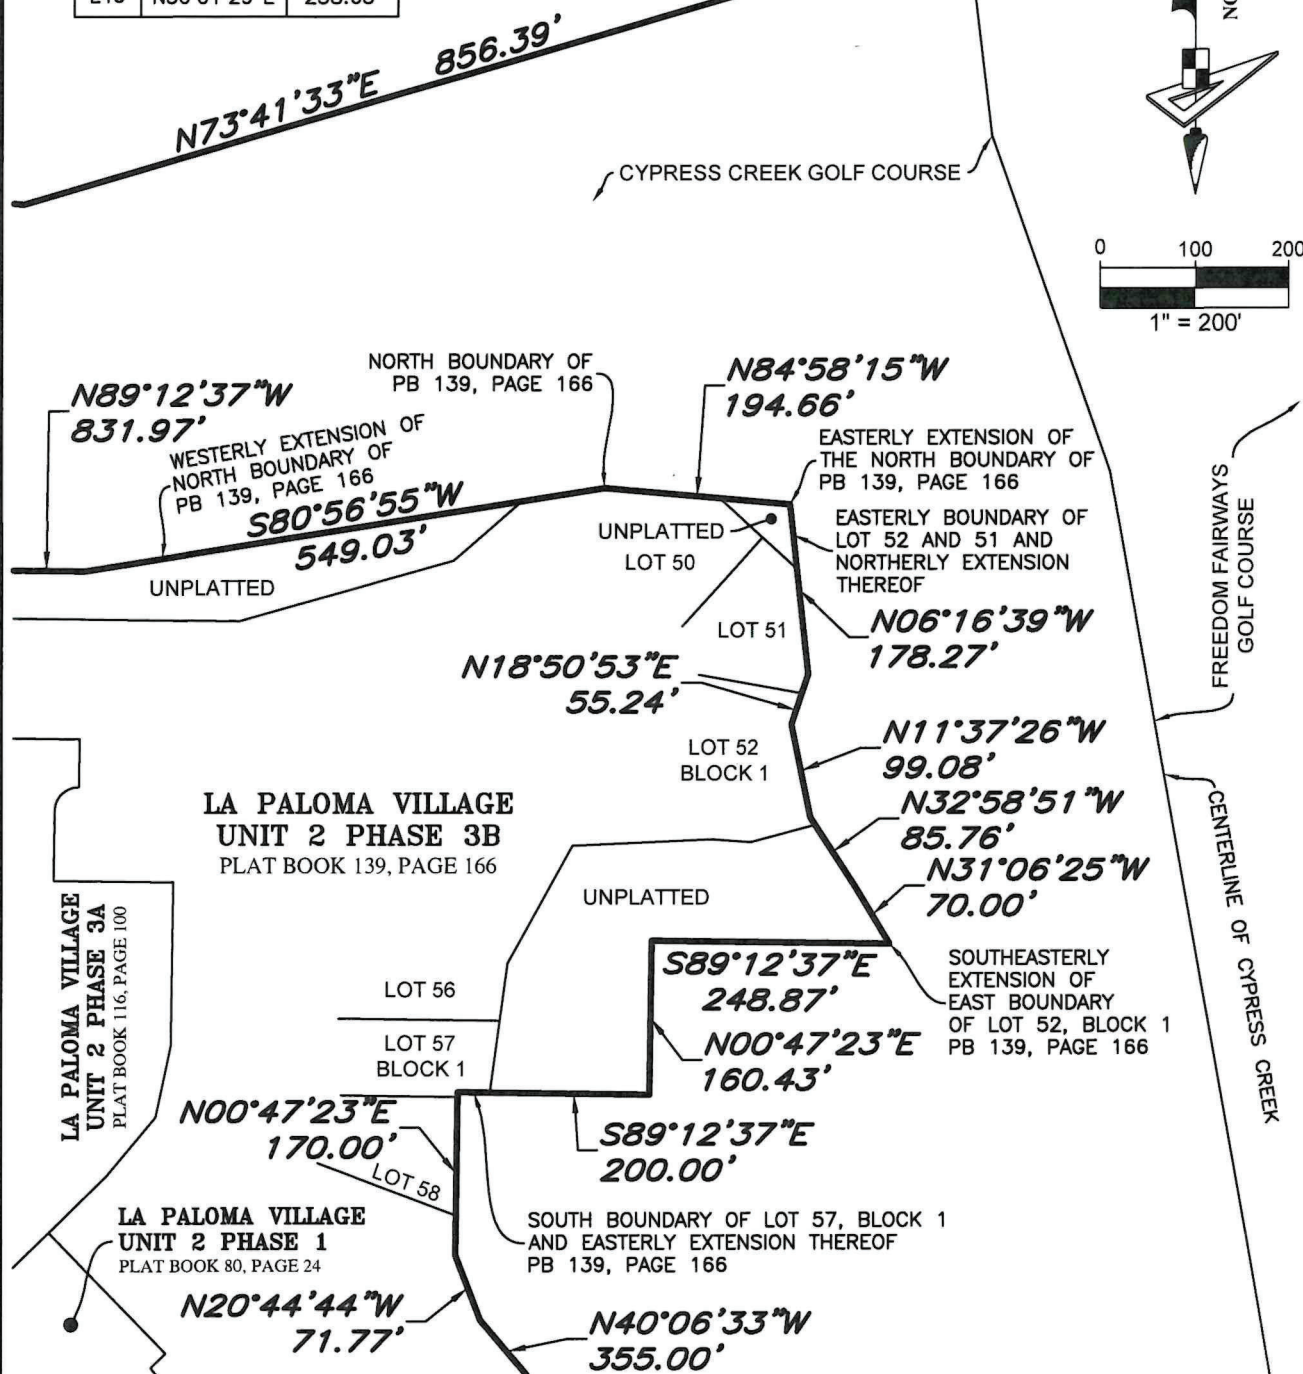 N73°41'33"E 856.39'
CYPRESS CREEK GOLF COURSE
0 100 200
1" = 200'
NORTH BOUNDARY OF
PB 139, PAGE 166
N89°12'37"W
831.97'
WESTERLY EXTENSION OF
NORTH BOUNDARY OF
PB 139, PAGE 166
S80°56'55"W
549.03'
UNPLATTED
N84°58'15"W
194.66'
EASTERLY EXTENSION OF
THE NORTH BOUNDARY OF
PB 139, PAGE 166
UNPLATTED
LOT 50
EASTERLY BOUNDARY OF
LOT 52 AND 51 AND
NORTHERLY EXTENSION
THEREOF
FREEDOM FAIRWAYS
GOLF COURSE
LOT 51
N06°16'39"W
178.27'
N18°50'53"E
55.24'
LOT 52
BLOCK 1
N11°37'26"W
99.08'
N32°58'51"W
85.76'
N31°06'25"W
70.00'
CENTERLINE OF CYPRESS CREEK
LA PALOMA VILLAGE
UNIT 2 PHASE 3B
PLAT BOOK 139, PAGE 166
UNPLATTED
LA PALOMA VILLAGE
UNIT 2 PHASE 3A
PLAT BOOK 116, PAGE 100
S89°12'37"E
248.87'
SOUTHEASTERLY
EXTENSION OF
EAST BOUNDARY
OF LOT 52, BLOCK 1
PB 139, PAGE 166
LOT 56
LOT 57
BLOCK 1
N00°47'23"E
160.43'
N00°47'23"E
170.00'
S89°12'37"E
200.00'
LOT 58
LA PALOMA VILLAGE
UNIT 2 PHASE 1
PLAT BOOK 80, PAGE 24
SOUTH BOUNDARY OF LOT 57, BLOCK 1
AND EASTERLY EXTENSION THEREOF
PB 139, PAGE 166
N20°44'44"W
71.77'
N40°06'33"W
355.00'